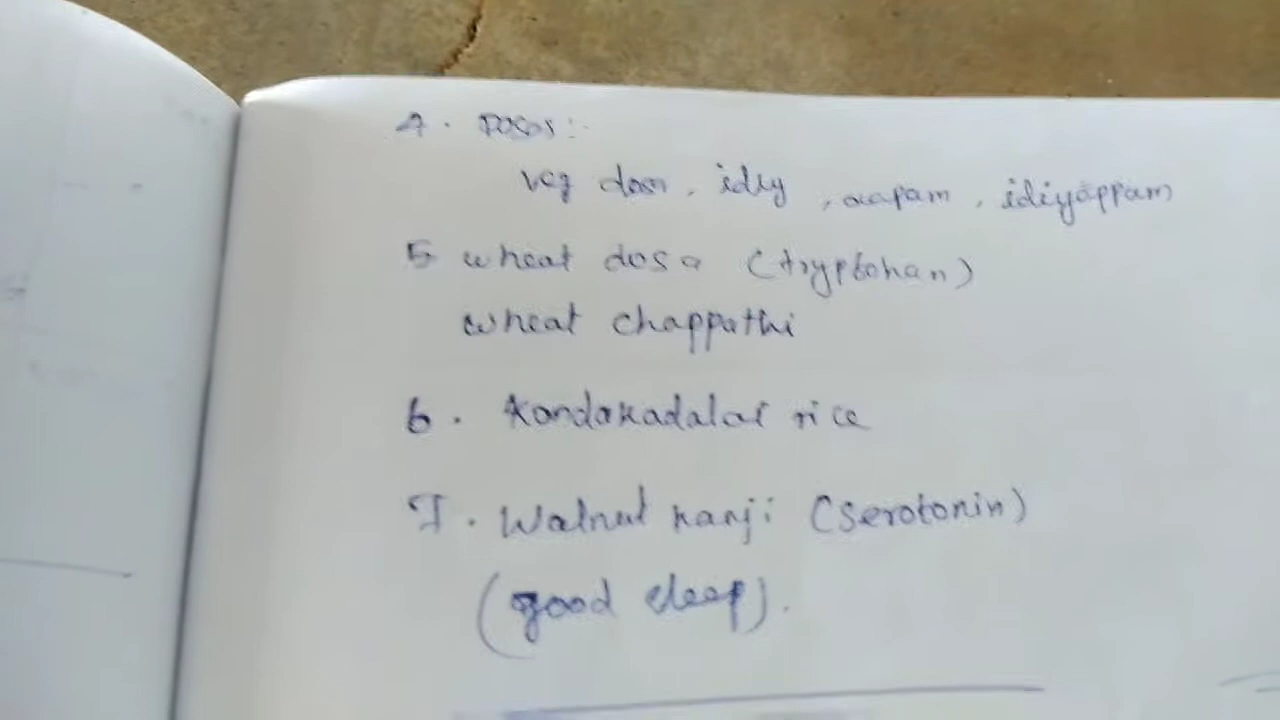 4. Dosas:-
veg dosa, idly, aapam, idiyappam
5 wheat dosa (tryptohan)
wheat chappathi
6. Kondakadalai rice
7. Walnut kanji (serotonin)
(good sleep).